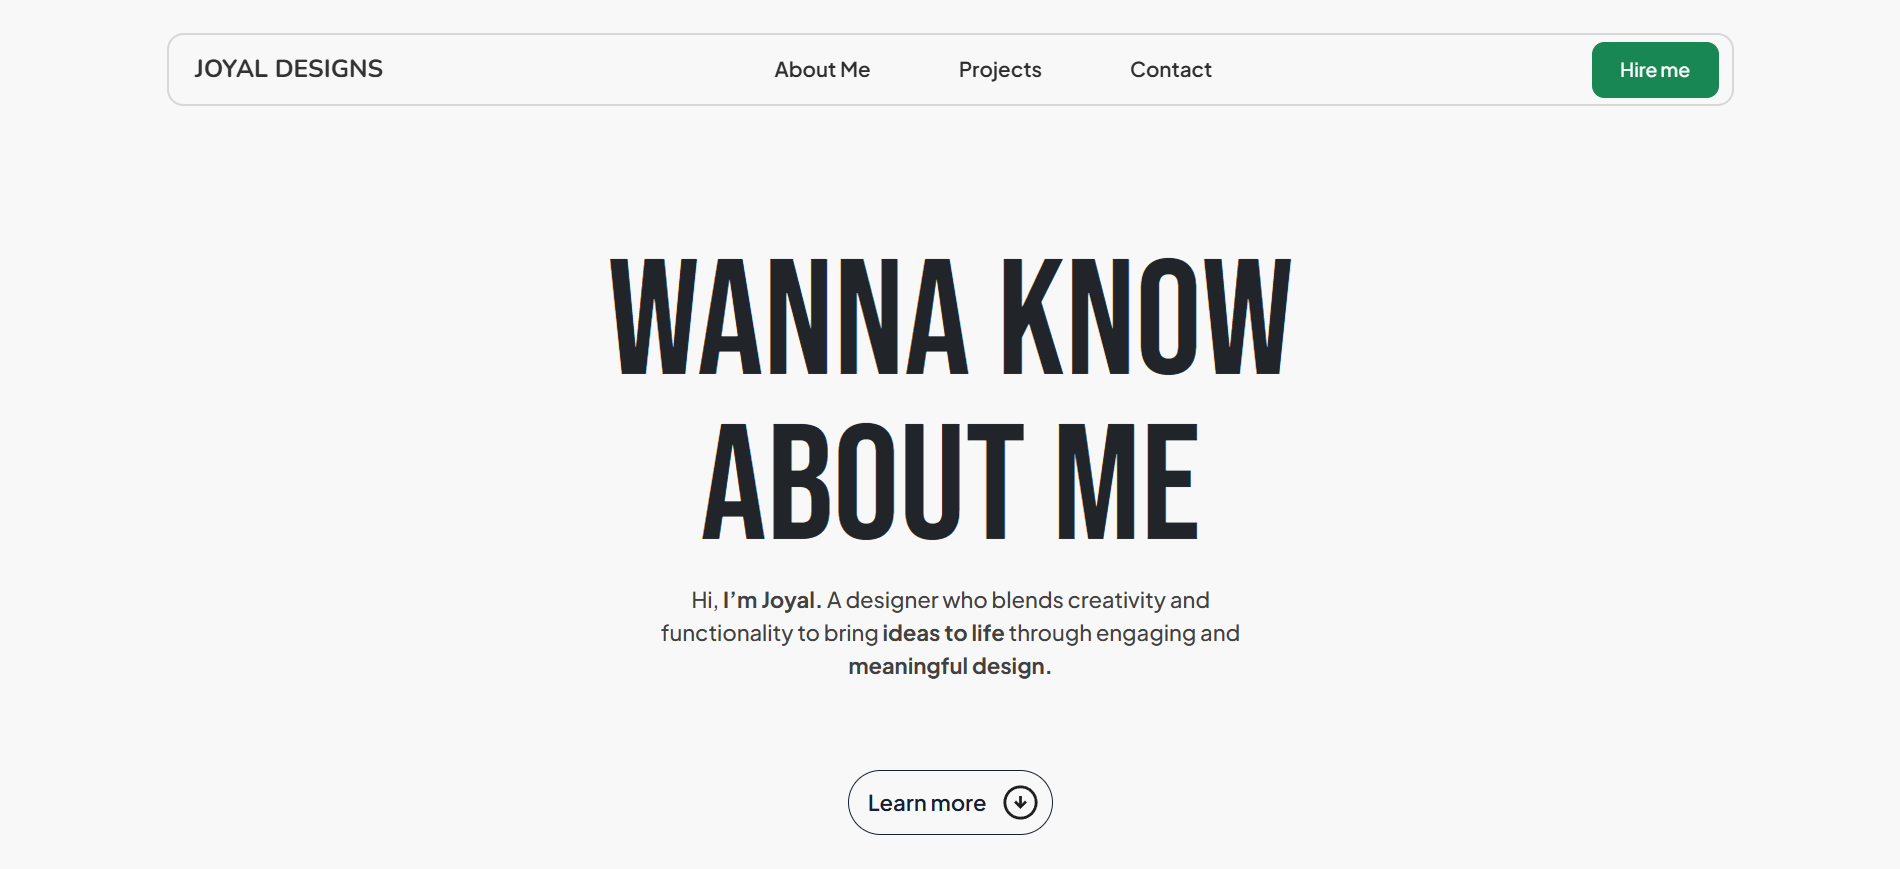 JOYAL DESIGNS
About Me
Projects
Contact
Hire me
WANNA KNOW
ABOUT ME
Hi, I’m Joyal. A designer who blends creativity and
functionality to bring ideas to life through engaging and
meaningful design.
Learn more